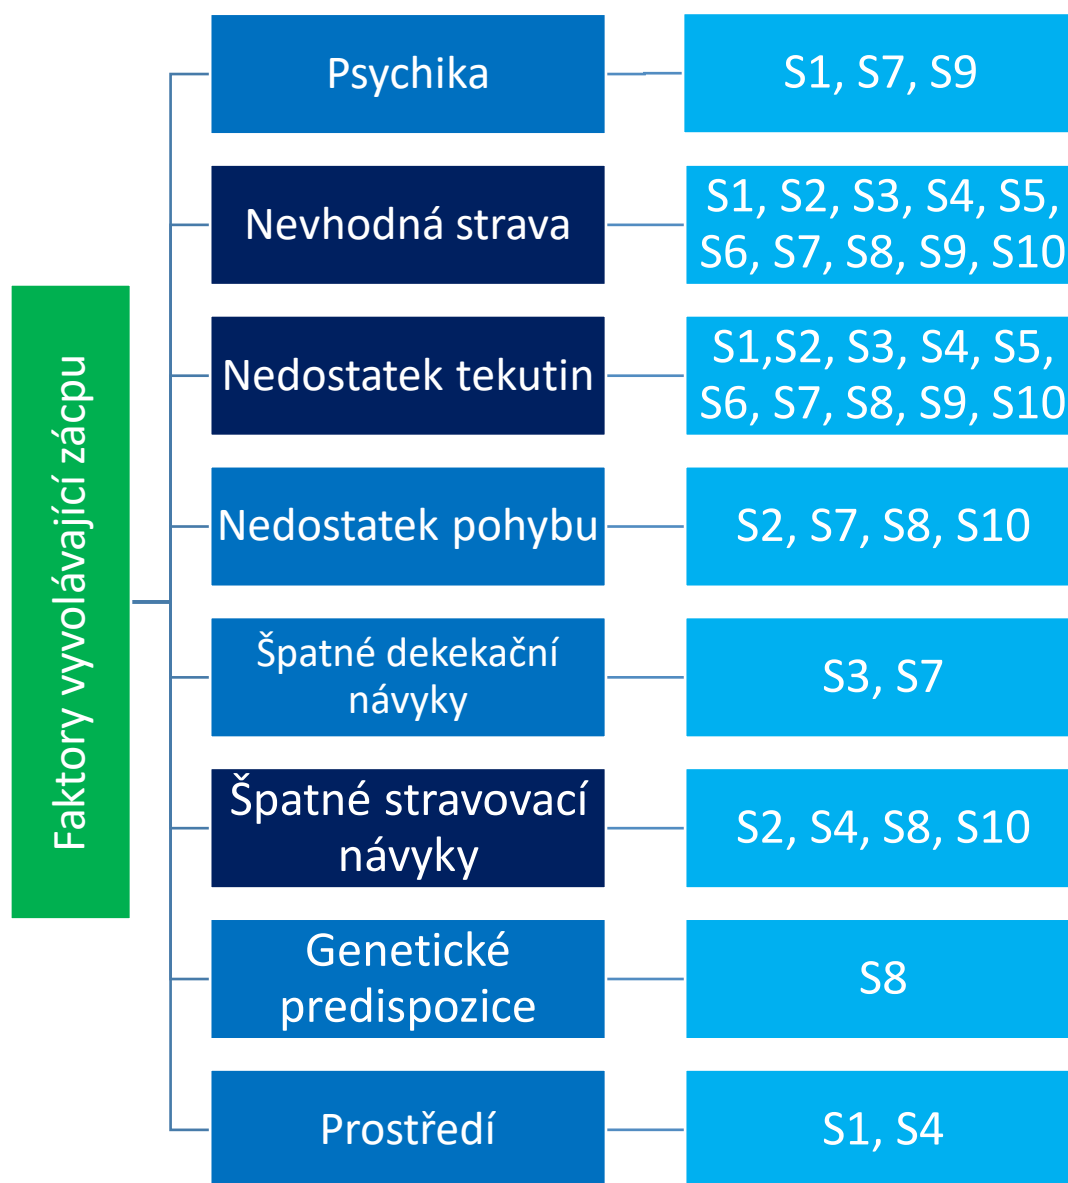 Faktory vyvolávající zácpu
Psychika
S1, S7, S9
Nevhodná strava
S1, S2, S3, S4, S5,
S6, S7, S8, S9, S10
Nedostatek tekutin
S1,S2, S3, S4, S5,
S6, S7, S8, S9, S10
Nedostatek pohybu
S2, S7, S8, S10
Špatné dekekační
návyky
S3, S7
Špatné stravovací
návyky
S2, S4, S8, S10
Genetické
predispozice
S8
Prostředí
S1, S4